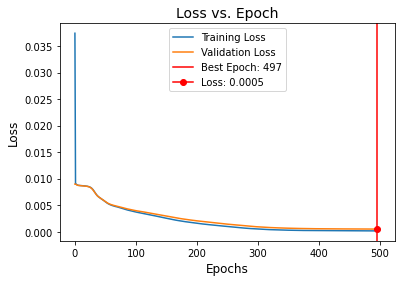 Loss vs. Epoch
Training Loss
Validation Loss
Best Epoch: 497
Loss: 0.0005
0.035
0.030
0.025
0.020
0.015
0.010
0.005
0.000
Loss
0 100 200 300 400 500
Epochs